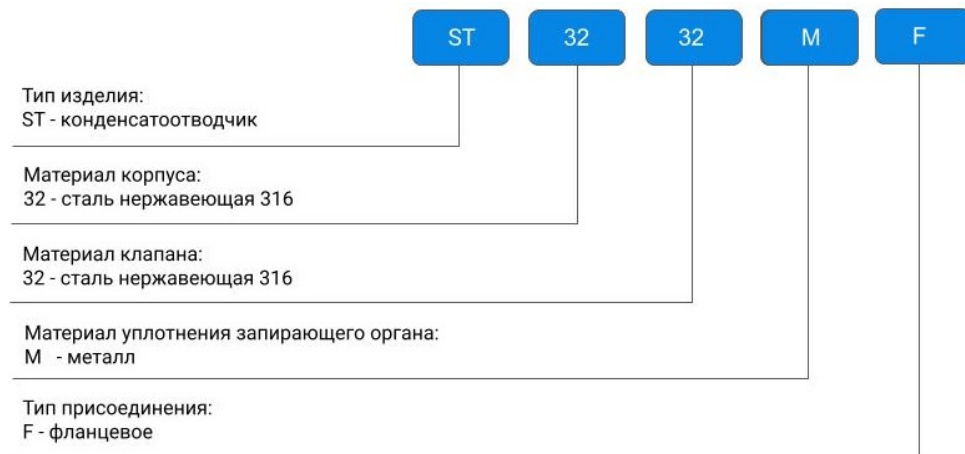 ST 32 32 M F
Тип изделия:
ST - конденсатоотводчик
Материал корпуса:
32 - сталь нержавеющая 316
Материал клапана:
32 - сталь нержавеющая 316
Материал уплотнения запирающего органа:
М - металл
Тип присоединения:
F - фланцевое